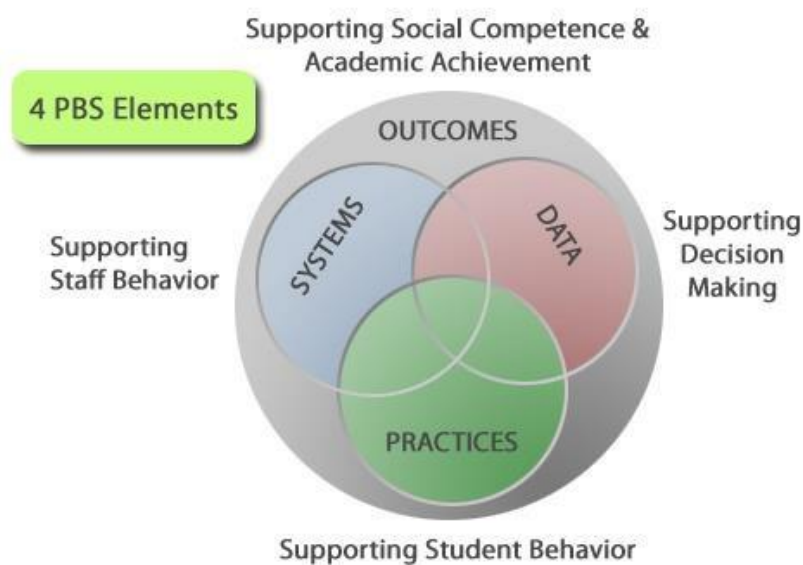 Supporting Social Competence &
Academic Achievement
4 PBS Elements
OUTCOMES
SYSTEMS
DATA
Supporting
Staff Behavior
Supporting
Decision
Making
PRACTICES
Supporting Student Behavior